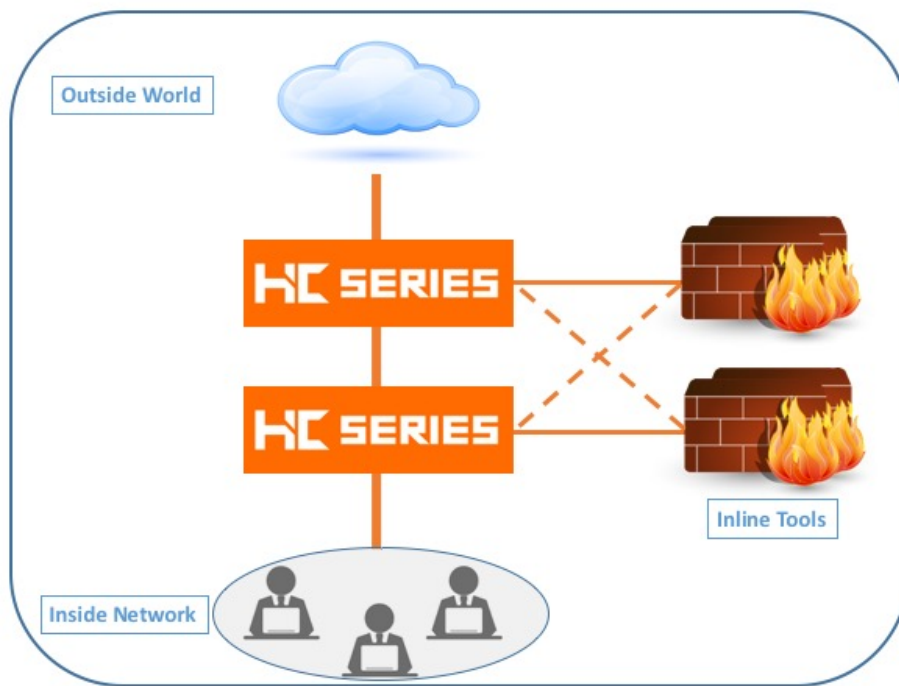 Outside World
HC SERIES
HC SERIES
Inline Tools
Inside Network